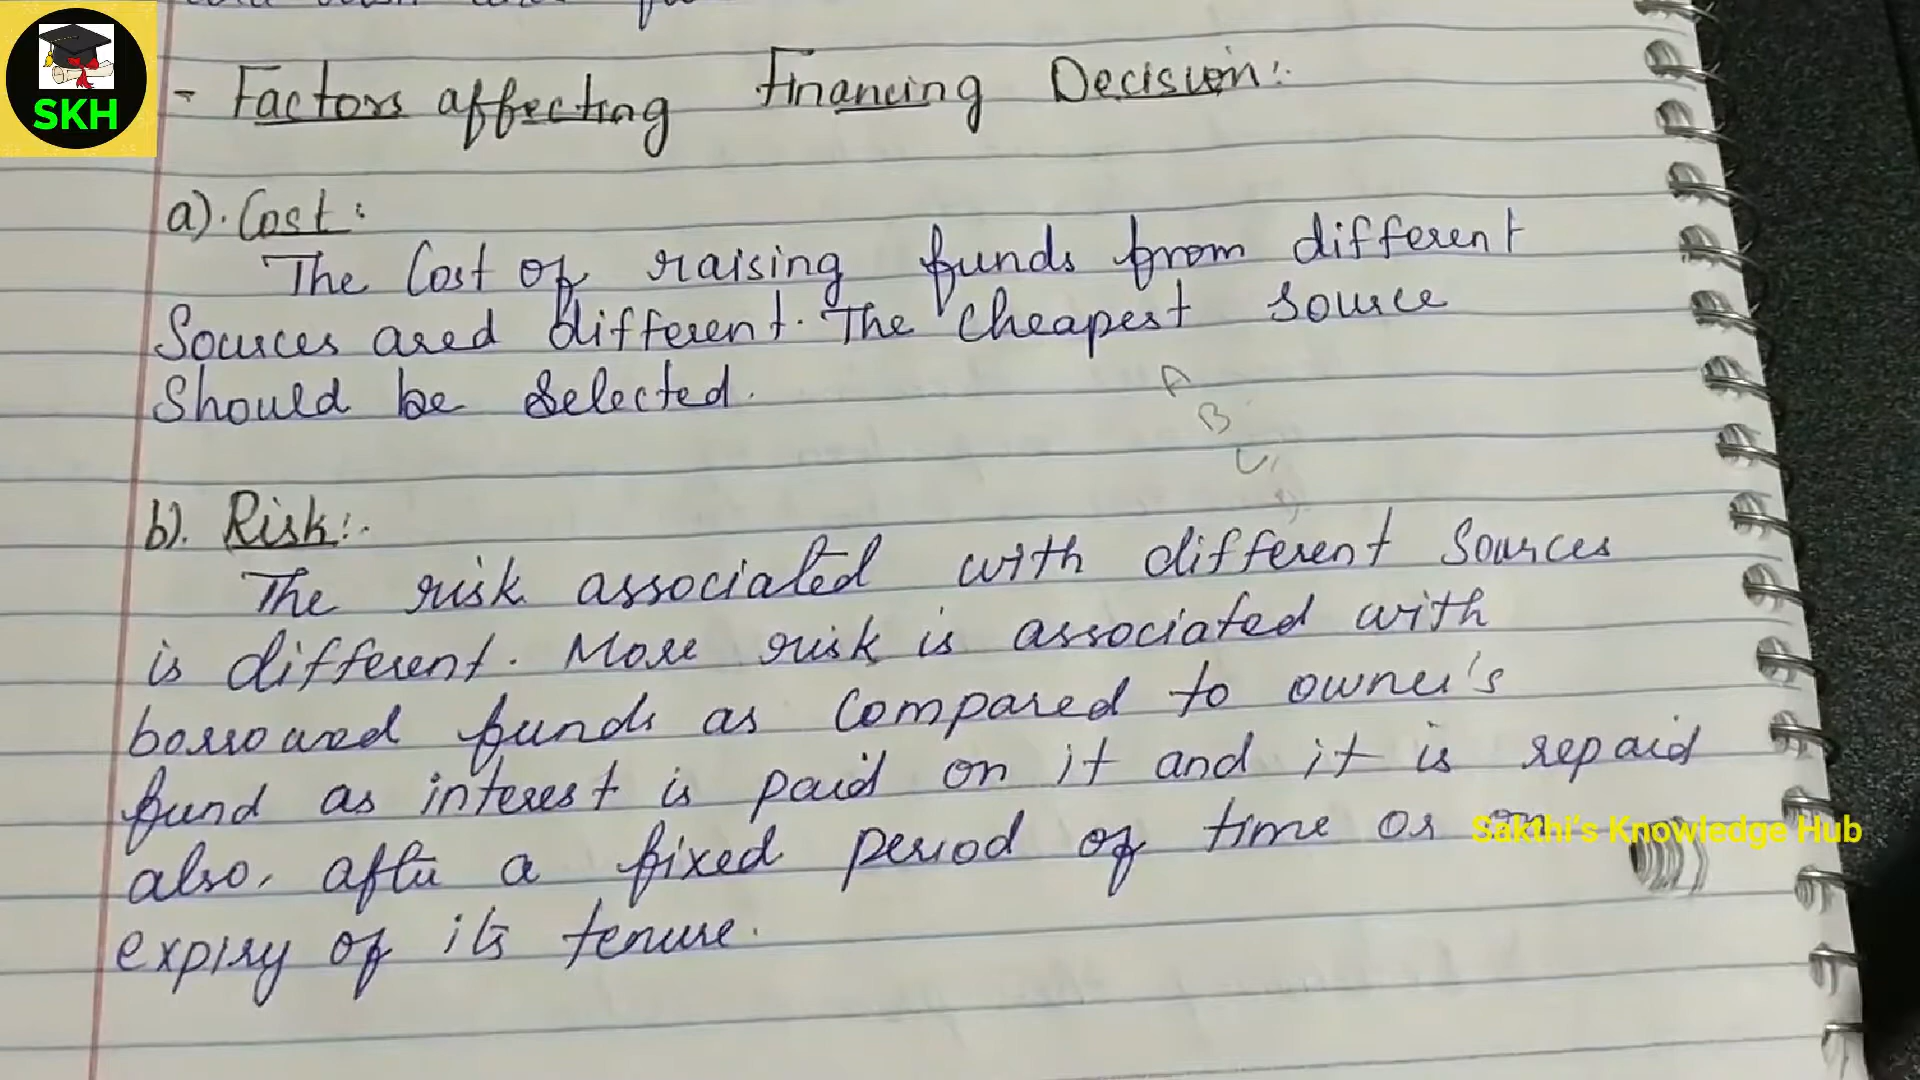 SKH
- Factors affecting Financing Decision:-
a). Cost:
The Cost of raising funds from different
Sources ared different. The cheapest source
Should be selected.
A
B
C
b). Risk:-
The risk associated with different Sources
is different. More risk is associated with
borrowed funds as compared to owner's
fund as interest is paid on it and it is repaid
also, after a fixed period of time or on
Sakthi's Knowledge Hub
expiry of its tenure.